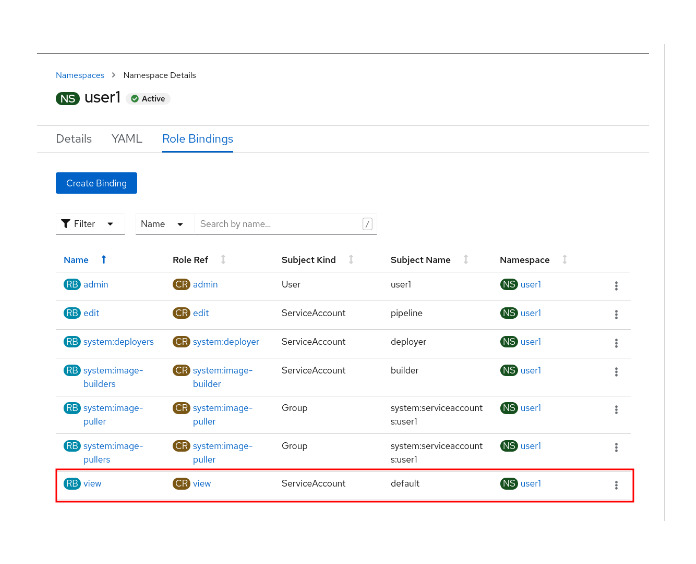 Namespaces > Namespace Details
NS user1 Active
Details YAML Role Bindings
Create Binding
Filter Name Search by name... /
Name Role Ref Subject Kind Subject Name Namespace
RB admin CR admin User user1 NS user1
RB edit CR edit ServiceAccount pipeline NS user1
RB system:deployers CR system:deployer ServiceAccount deployer NS user1
RB system:image- CR system:image- ServiceAccount builder NS user1
builders builder
RB system:image- CR system:image- Group system:serviceaccount NS user1
puller puller s:user1
RB system:image- CR system:image- Group system:serviceaccount NS user1
pullers puller s:user1
RB view CR view ServiceAccount default NS user1